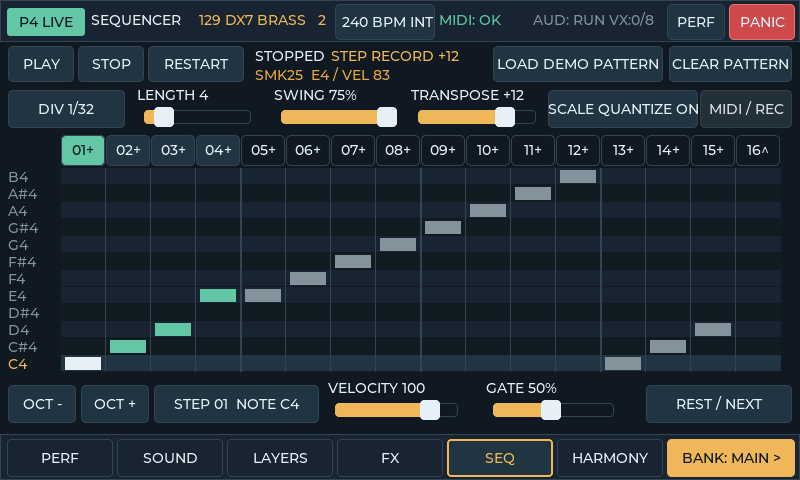 P4 LIVE SEQUENCER 129 DX7 BRASS 2 240 BPM INT MIDI: OK AUD: RUN VX:0/8 PERF PANIC
PLAY STOP RESTART STOPPED STEP RECORD +12 LOAD DEMO PATTERN CLEAR PATTERN
SMK25 E4 / VEL 83
DIV 1/32 LENGTH 4 SWING 75% TRANSPOSE +12 SCALE QUANTIZE ON MIDI / REC
01+ 02+ 03+ 04+ 05+ 06+ 07+ 08+ 09+ 10+ 11+ 12+ 13+ 14+ 15+ 16^
B4
A#4
A4
G#4
G4
F#4
F4
E4
D#4
D4
C#4
C4
OCT - OCT + STEP 01 NOTE C4 VELOCITY 100 GATE 50% REST / NEXT
PERF SOUND LAYERS FX SEQ HARMONY BANK: MAIN >